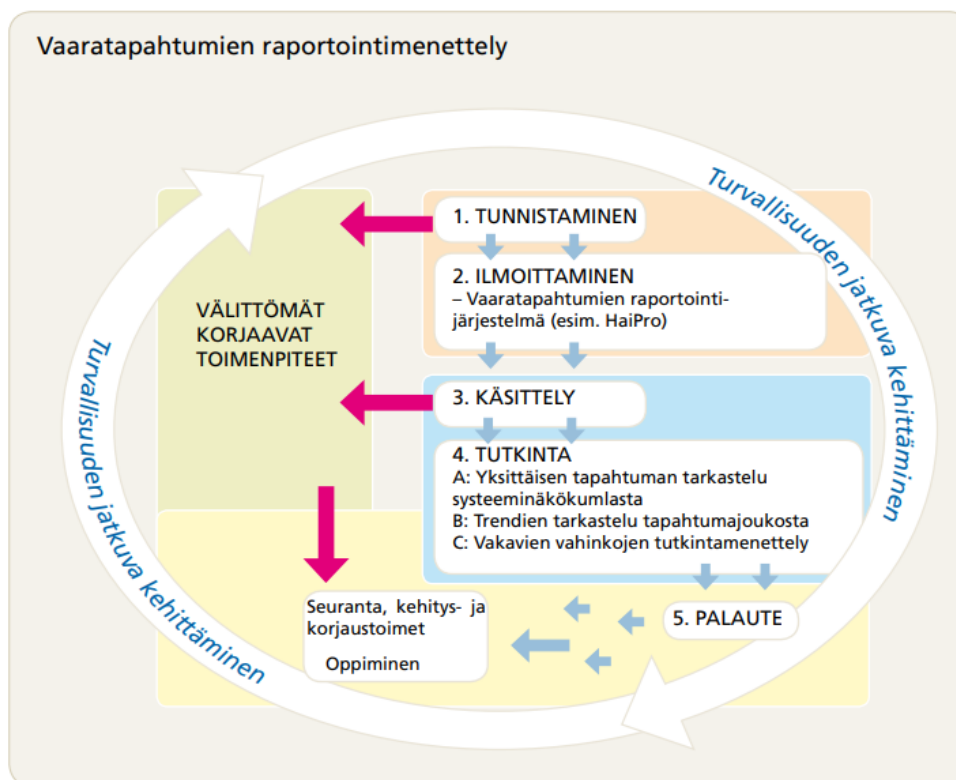 Vaaratapahtumien raportointimenettely
Turvallisuuden jatkuva kehittäminen
1. TUNNISTAMINEN
2. ILMOITTAMINEN
– Vaaratapahtumien raportointi-
järjestelmä (esim. HaiPro)
VÄLITTÖMÄT
KORJAAVAT
TOIMENPITEET
3. KÄSITTELY
4. TUTKINTA
A: Yksittäisen tapahtuman tarkastelu
systeeminäkökumlasta
B: Trendien tarkastelu tapahtumajoukosta
C: Vakavien vahinkojen tutkintamenettely
Turvallisuuden jatkuva kehittäminen
Seuranta, kehitys- ja
korjaustoimet
Oppiminen
5. PALAUTE